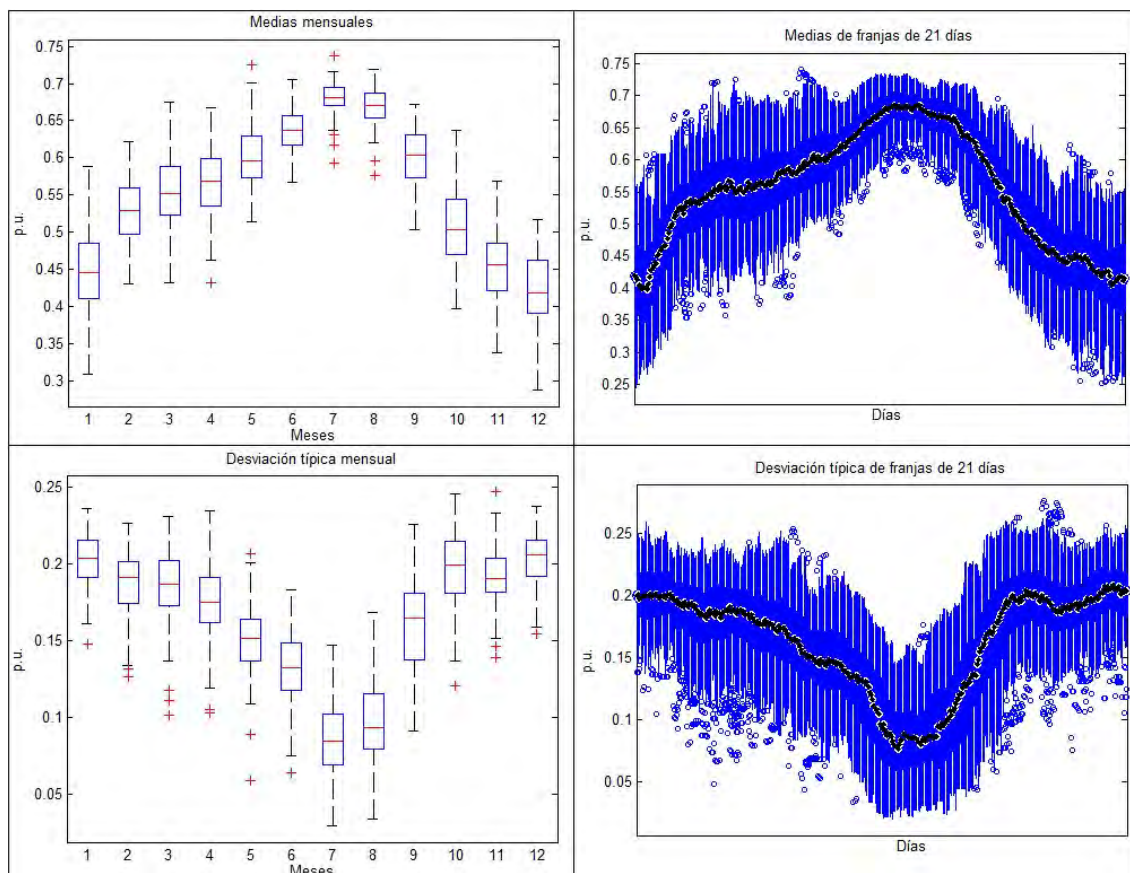 Medias mensuales
0.75
0.7
0.65
0.6
0.55
0.5
0.45
0.4
0.35
0.3
p.u.
1 2 3 4 5 6 7 8 9 10 11 12
Meses
Medias de franjas de 21 días
0.75
0.7
0.65
0.6
0.55
0.5
0.45
0.4
0.35
0.3
0.25
p.u.
Días
Desviación típica mensual
0.25
0.2
0.15
0.1
0.05
p.u.
1 2 3 4 5 6 7 8 9 10 11 12
Meses
Desviación típica de franjas de 21 días
0.25
0.2
0.15
0.1
0.05
p.u.
Días